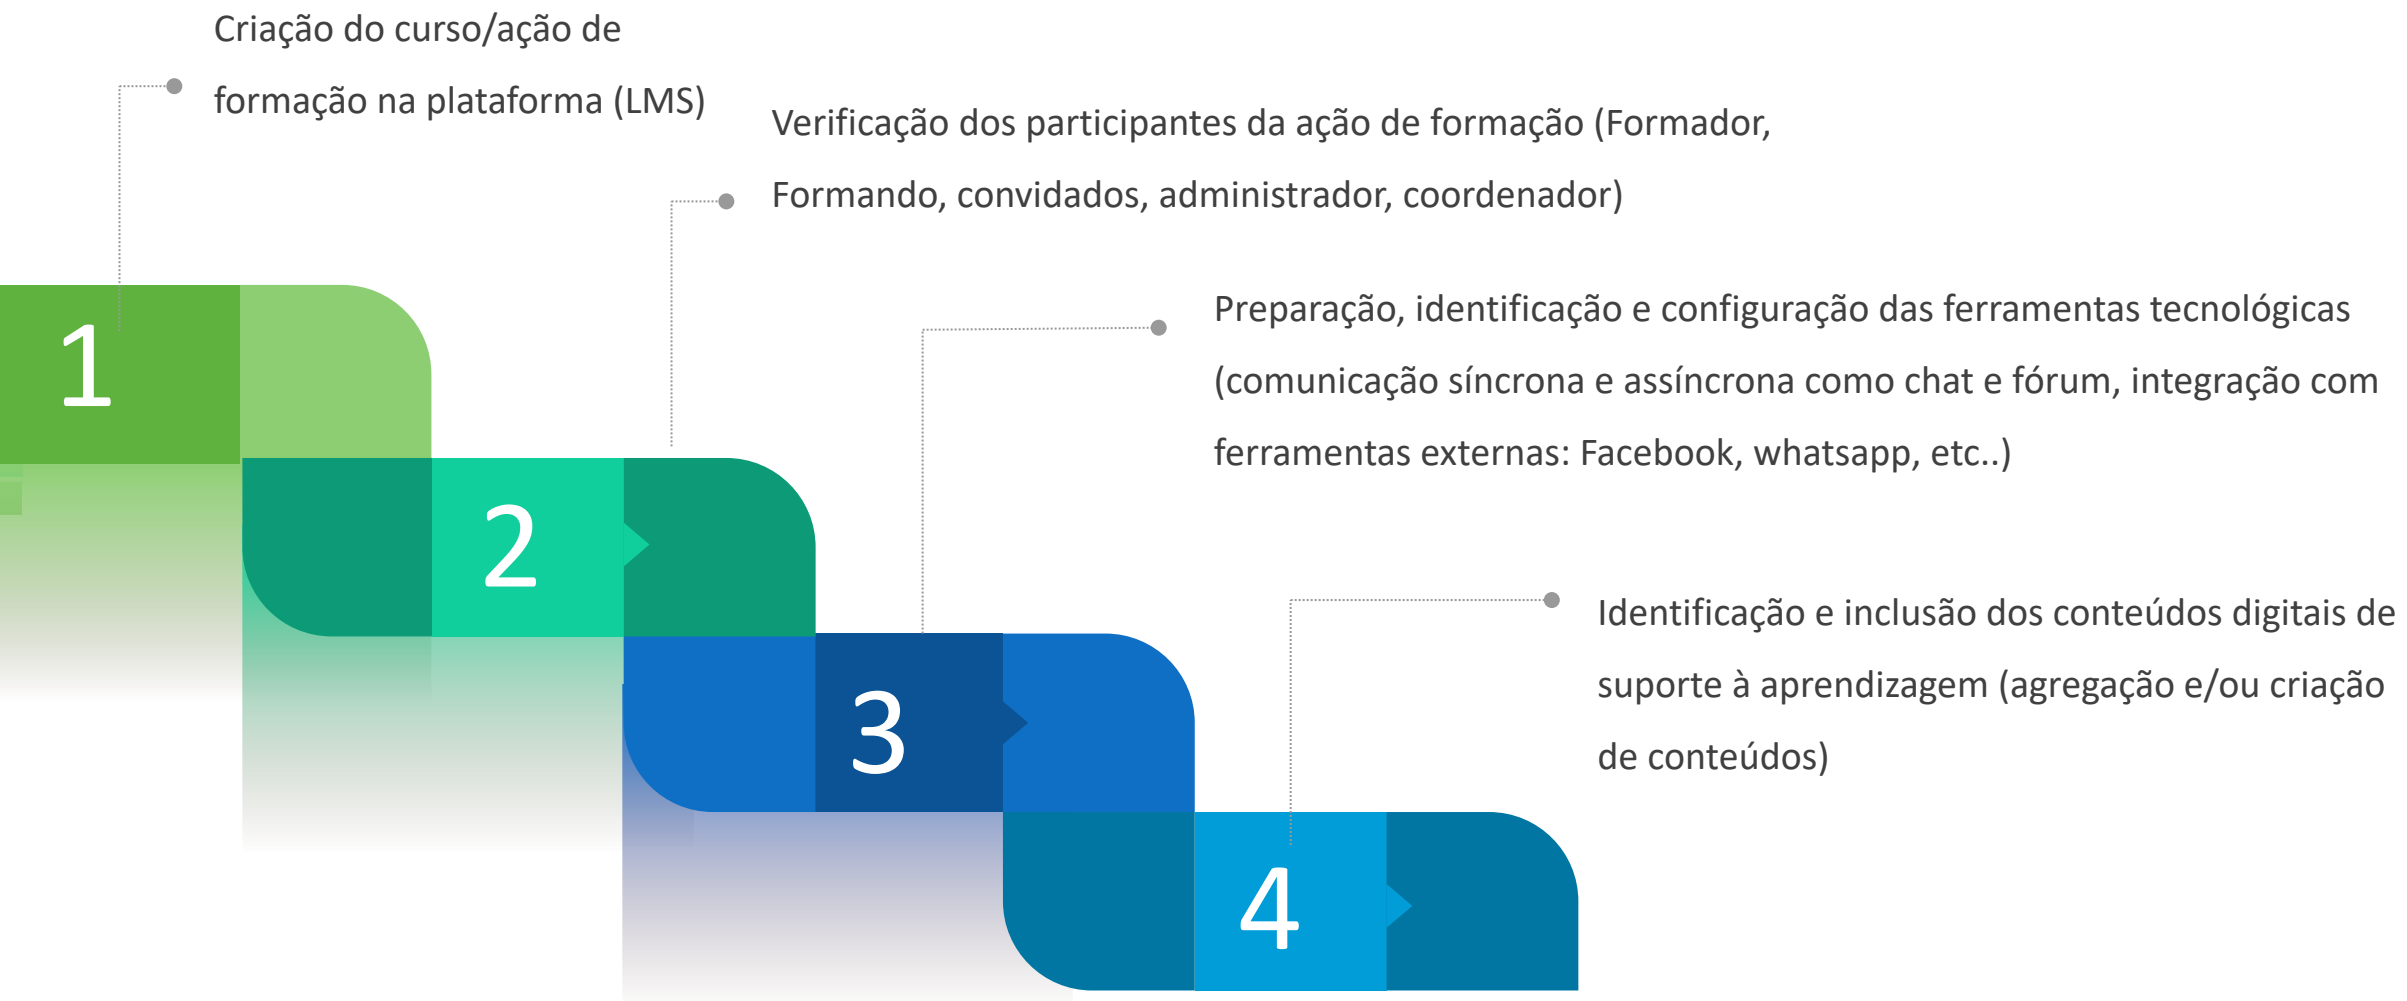 Criação do curso/ação de
formação na plataforma (LMS)
Verificação dos participantes da ação de formação (Formador,
Formando, convidados, administrador, coordenador)
1
Preparação, identificação e configuração das ferramentas tecnológicas
(comunicação síncrona e assíncrona como chat e fórum, integração com
ferramentas externas: Facebook, whatsapp, etc..)
2
Identificação e inclusão dos conteúdos digitais de
suporte à aprendizagem (agregação e/ou criação
de conteúdos)
3
4